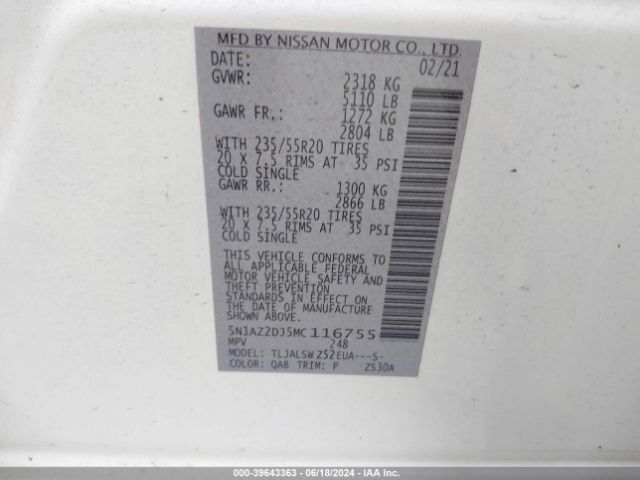 MFD BY NISSAN MOTOR CO., LTD.
DATE: 02/21
GVWR: 2318 KG
5110 LB
GAWR FR.: 1272 KG
2804 LB
WITH 235/55R20 TIRES
20 X 7.5 RIMS AT 35 PSI
COLD SINGLE
GAWR RR.: 1300 KG
2866 LB
WITH 235/55R20 TIRES
20 X 7.5 RIMS AT 35 PSI
COLD SINGLE
THIS VEHICLE CONFORMS TO
ALL APPLICABLE FEDERAL
MOTOR VEHICLE SAFETY AND
THEFT PREVENTION
STANDARDS IN EFFECT ON
THE DATE OF MANUFACTURE
SHOWN ABOVE.
5N1AZ2DJ5MC116755
MPV 248
MODEL: TLJALSW Z52EUA---S-
COLOR: QAB TRIM: P ZS30A
000-39643363 - 06/18/2024 - IAA Inc.